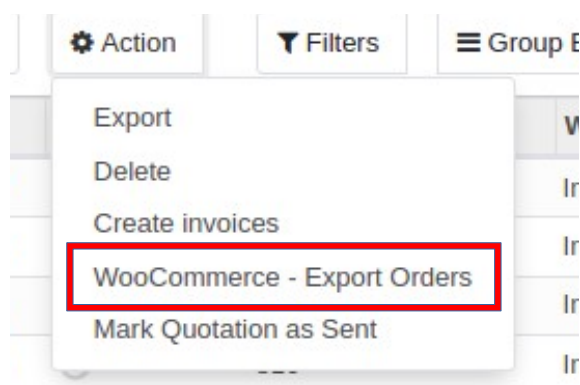 Action
Filters
Group
Export
Delete
Create invoices
WooCommerce - Export Orders
Mark Quotation as Sent